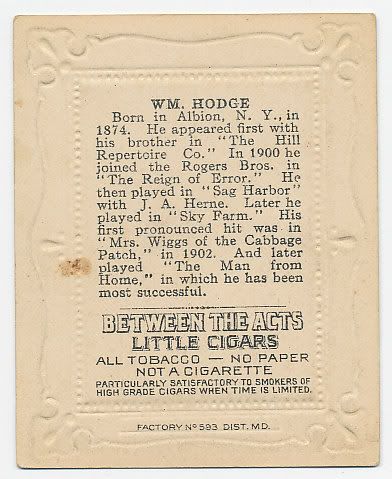 WM. HODGE
Born in Albion, N. Y., in
1874. He appeared first with
his brother in "The Hill
Repertoire Co." In 1900 he
joined the Rogers Bros. in
"The Reign of Error." He
then played in "Sag Harbor"
with J. A. Herne. Later he
played in "Sky Farm." His
first pronounced hit was in
"Mrs. Wiggs of the Cabbage
Patch," in 1902. And later
played "The Man from
Home," in which he has been
most successful.
BETWEEN THE ACTS
LITTLE CIGARS
ALL TOBACCO — NO PAPER
NOT A CIGARETTE
PARTICULARLY SATISFACTORY TO SMOKERS OF
HIGH GRADE CIGARS WHEN TIME IS LIMITED.
FACTORY Nº 593 DIST. MD.